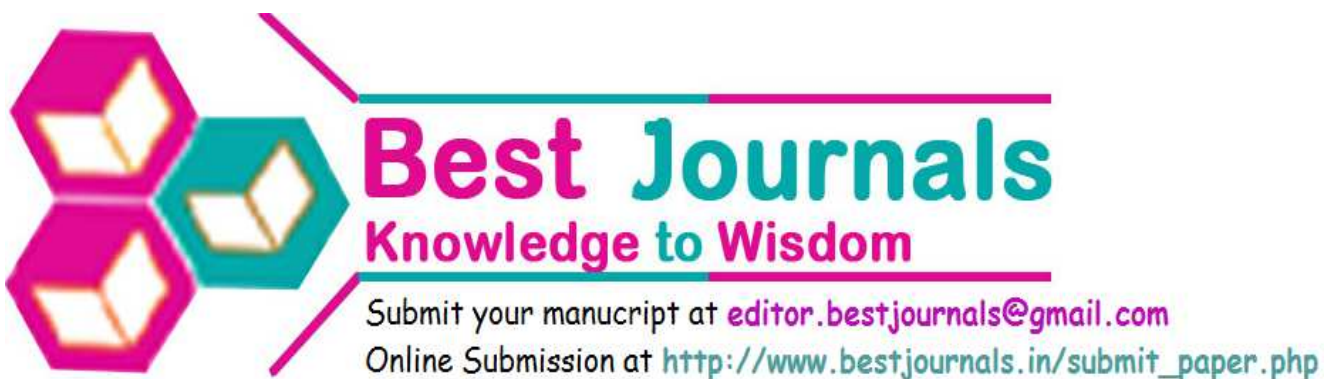 Best Journals
Knowledge to Wisdom
Submit your manucript at editor.bestjournals@gmail.com
Online Submission at http://www.bestjournals.in/submit_paper.php